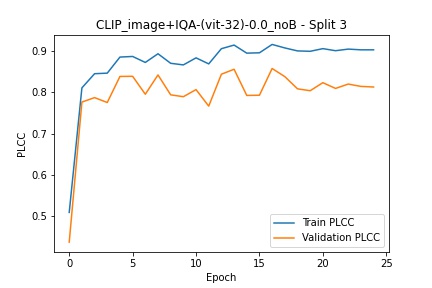 CLIP_image+IQA-(vit-32)-0.0_noB - Split 3
PLCC
0.9
0.8
0.7
0.6
0.5
Train PLCC
Validation PLCC
0 5 10 15 20 25
Epoch